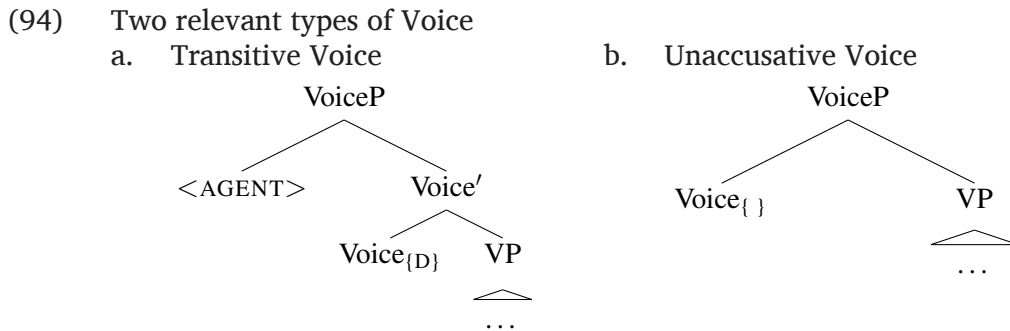 (94) Two relevant types of Voice
a. Transitive Voice b. Unaccusative Voice
VoiceP VoiceP
<AGENT> Voice′ Voice{ } VP
Voice{D} VP ...
...